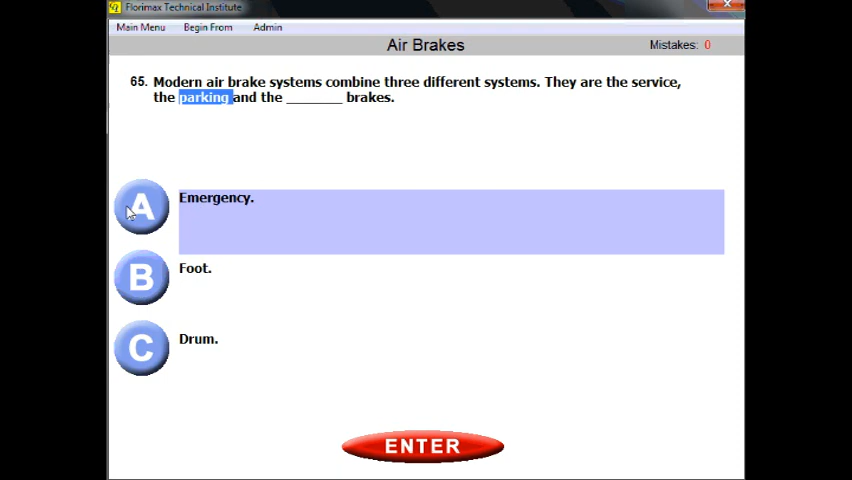 Florimax Technical Institute
Main Menu Begin From Admin
Air Brakes Mistakes: 0
65. Modern air brake systems combine three different systems. They are the service,
the parking and the _______ brakes.
A Emergency.
B Foot.
C Drum.
ENTER